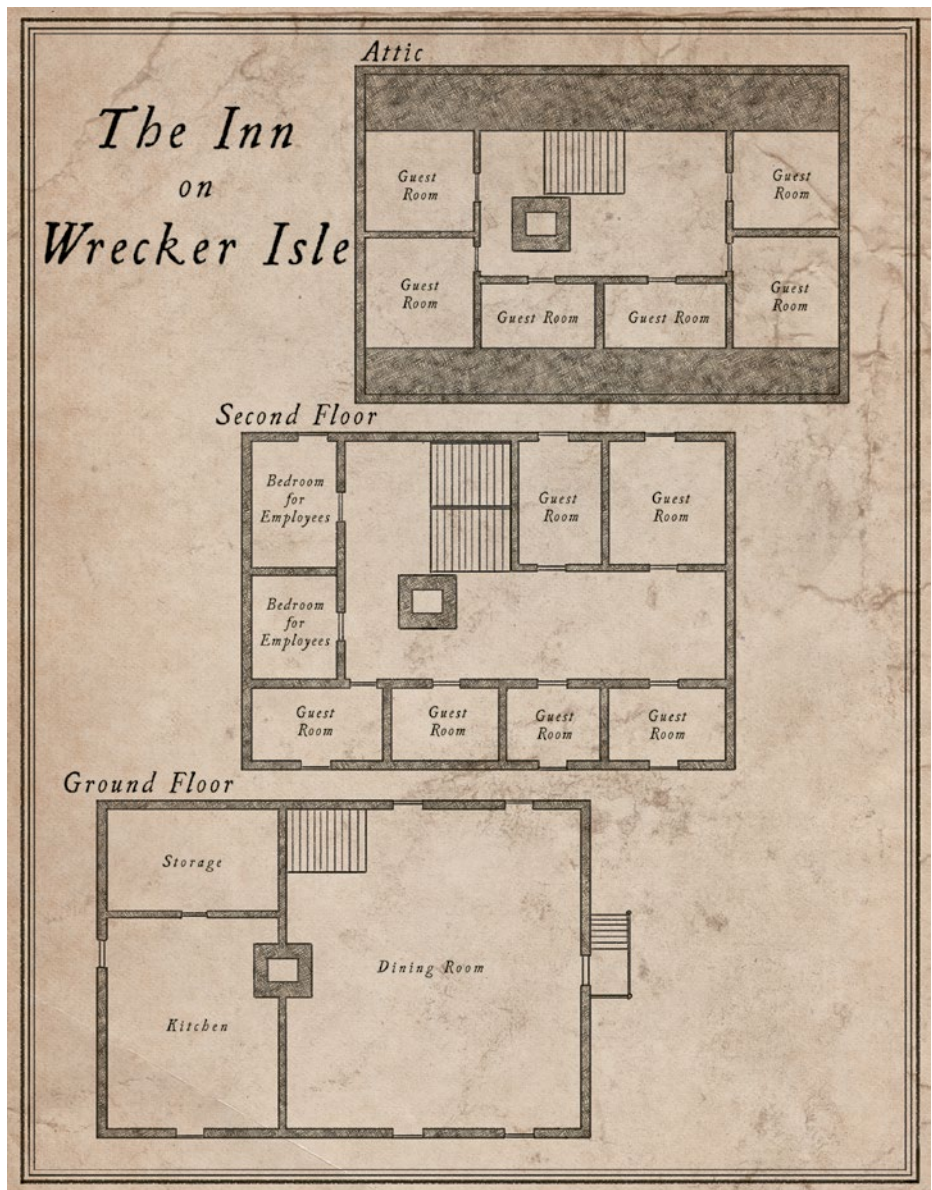 The Inn
on
Wrecker Isle
Attic
Guest
Room
Guest
Room
Guest
Room
Guest Room
Guest Room
Guest
Room
Second Floor
Bedroom
for
Employees
Guest
Room
Guest
Room
Bedroom
for
Employees
Guest
Room
Guest
Room
Guest
Room
Guest
Room
Ground Floor
Storage
Dining Room
Kitchen